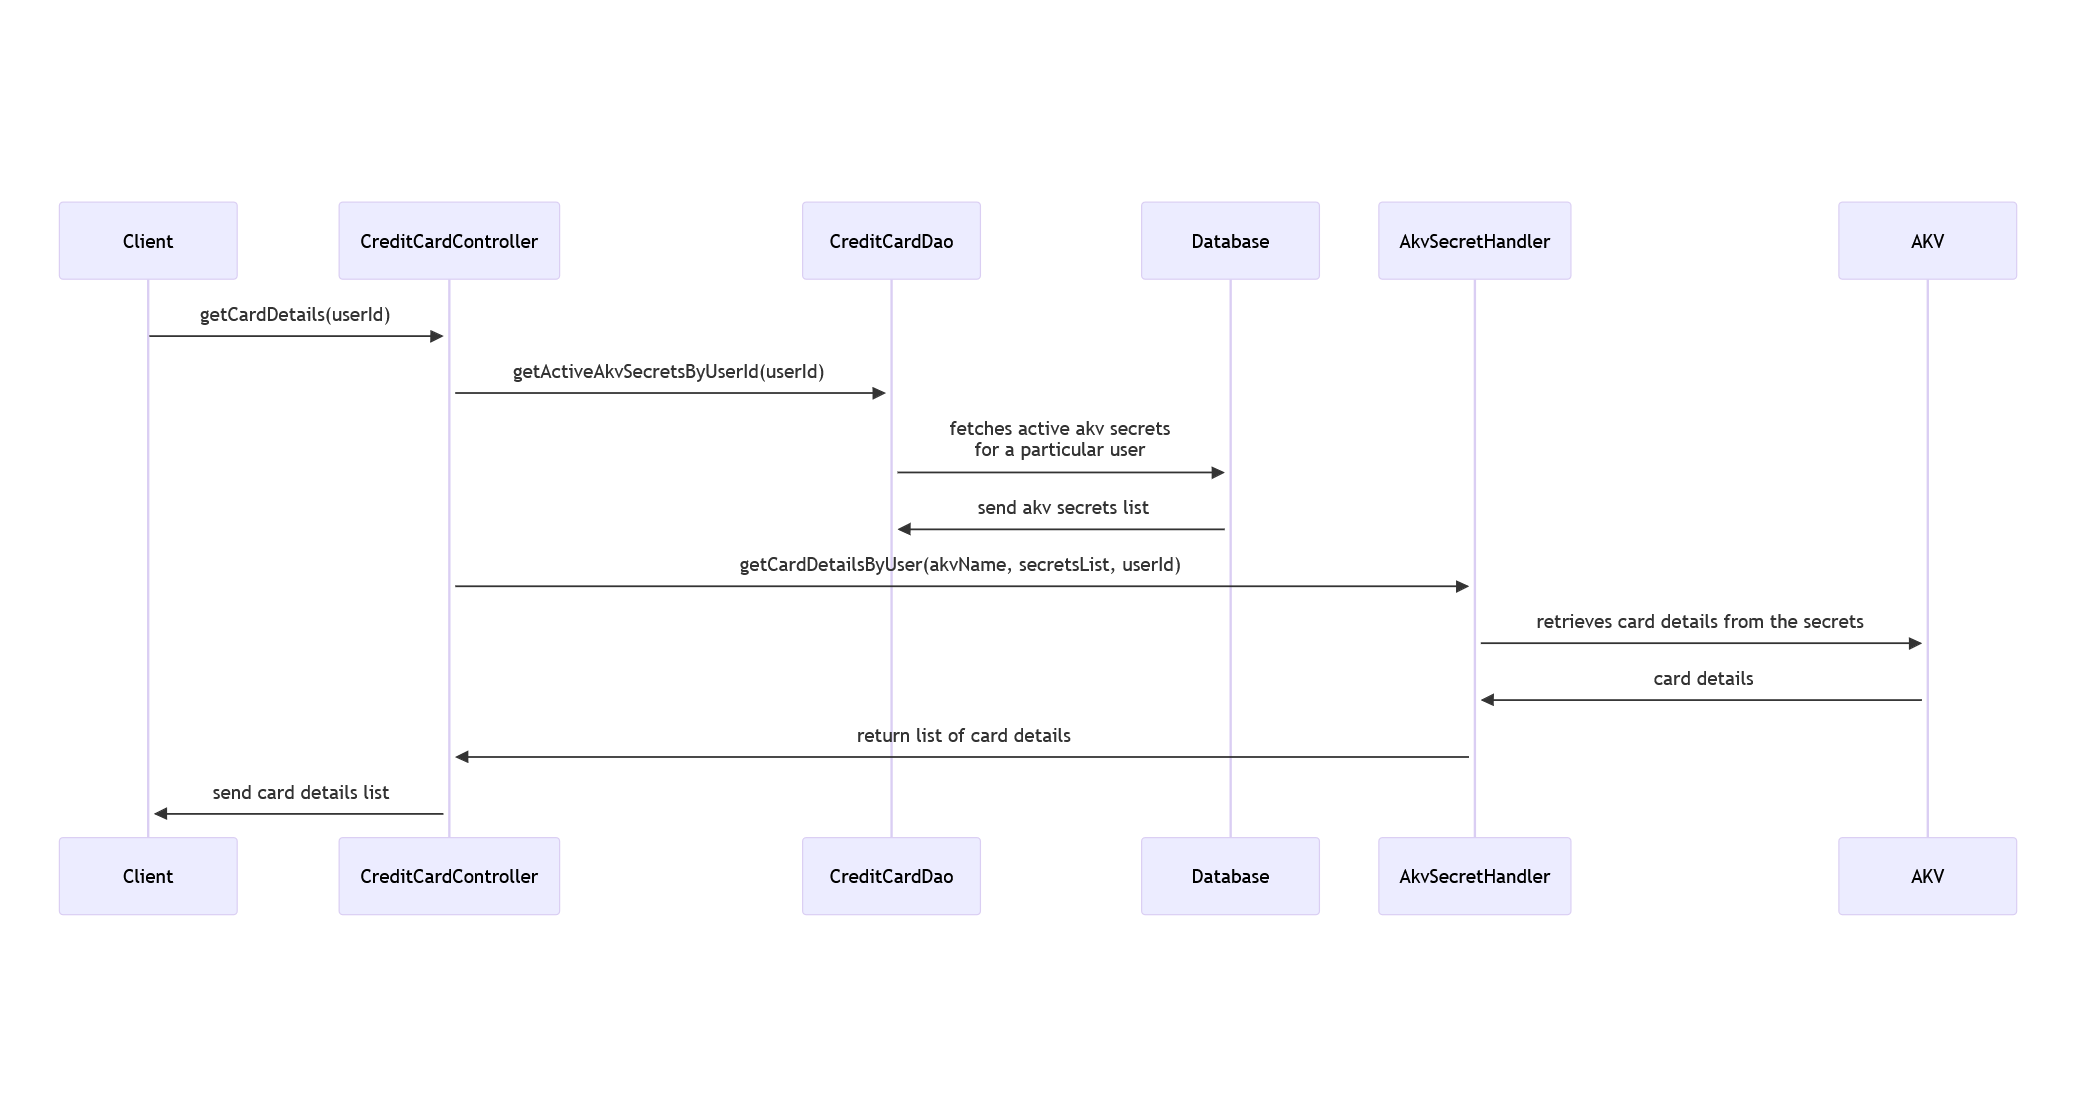 Client
CreditCardController
CreditCardDao
Database
AkvSecretHandler
AKV
getCardDetails(userId)
getActiveAkvSecretsByUserId(userId)
fetches active akv secrets
for a particular user
send akv secrets list
getCardDetailsByUser(akvName, secretsList, userId)
retrieves card details from the secrets
card details
return list of card details
send card details list
Client
CreditCardController
CreditCardDao
Database
AkvSecretHandler
AKV